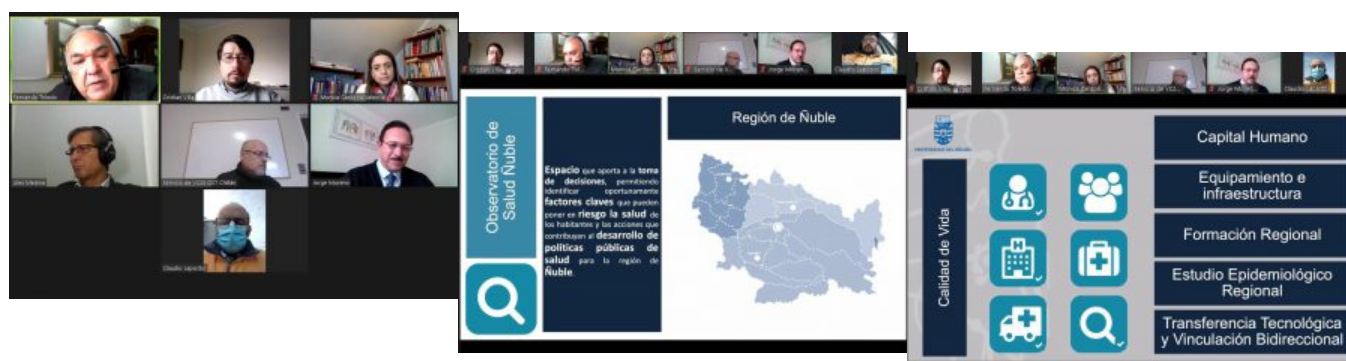 Fernando Toledo
Jorge Moreno
Observatorio de
Salud Ñuble
Espacio que aporta a la toma
de decisiones, permitiendo
identificar oportunamente
factores claves que pueden
poner en riesgo la salud de
los habitantes y las acciones que
contribuyen al desarrollo de
políticas públicas de
salud para la región de
Ñuble.
Región de Ñuble
Calidad de Vida
Capital Humano
Equipamiento e
infraestructura
Formación Regional
Estudio Epidemiológico
Regional
Transferencia Tecnológica
y Vinculación Bidireccional